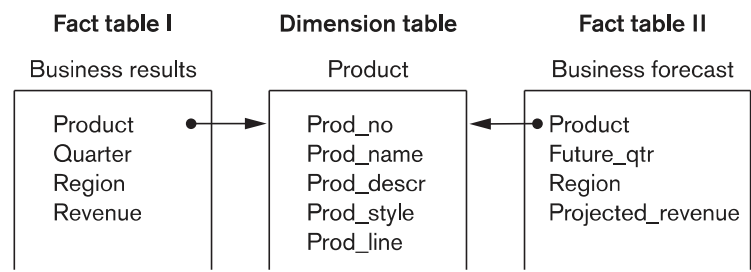 Fact table I
Business results
Product
Quarter
Region
Revenue
Dimension table
Product
Prod_no
Prod_name
Prod_descr
Prod_style
Prod_line
Fact table II
Business forecast
Product
Future_qtr
Region
Projected_revenue